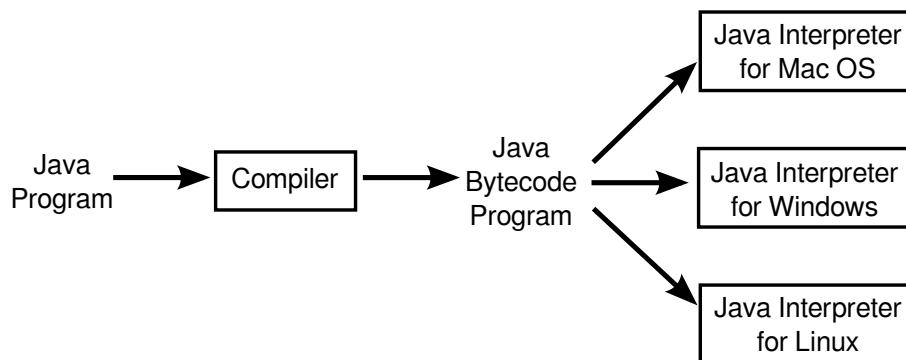 Java
Program
Compiler
Java
Bytecode
Program
Java Interpreter
for Mac OS
Java Interpreter
for Windows
Java Interpreter
for Linux